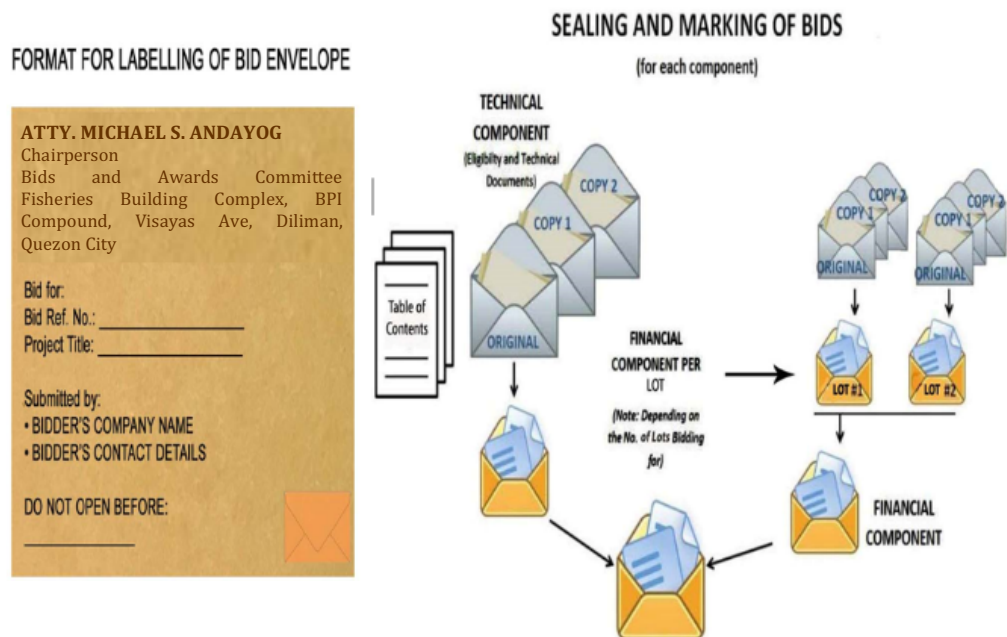 FORMAT FOR LABELLING OF BID ENVELOPE
ATTY. MICHAEL S. ANDAYOG
Chairperson
Bids and Awards Committee
Fisheries Building Complex, BPI
Compound, Visayas Ave, Diliman,
Quezon City
Bid for:
Bid Ref. No.:
Project Title:
Submitted by:
• BIDDER'S COMPANY NAME
• BIDDER'S CONTACT DETAILS
DO NOT OPEN BEFORE:
SEALING AND MARKING OF BIDS
(for each component)
TECHNICAL
COMPONENT
(Eligibility and Technical
Documents)
COPY 2
COPY 1
ORIGINAL
Table of
Contents
FINANCIAL
COMPONENT PER
LOT
(Note: Depending on
the No. of Lots Bidding
for)
COPY 2
COPY 1
ORIGINAL
COPY 2
COPY 1
ORIGINAL
LOT #1
LOT #2
FINANCIAL
COMPONENT